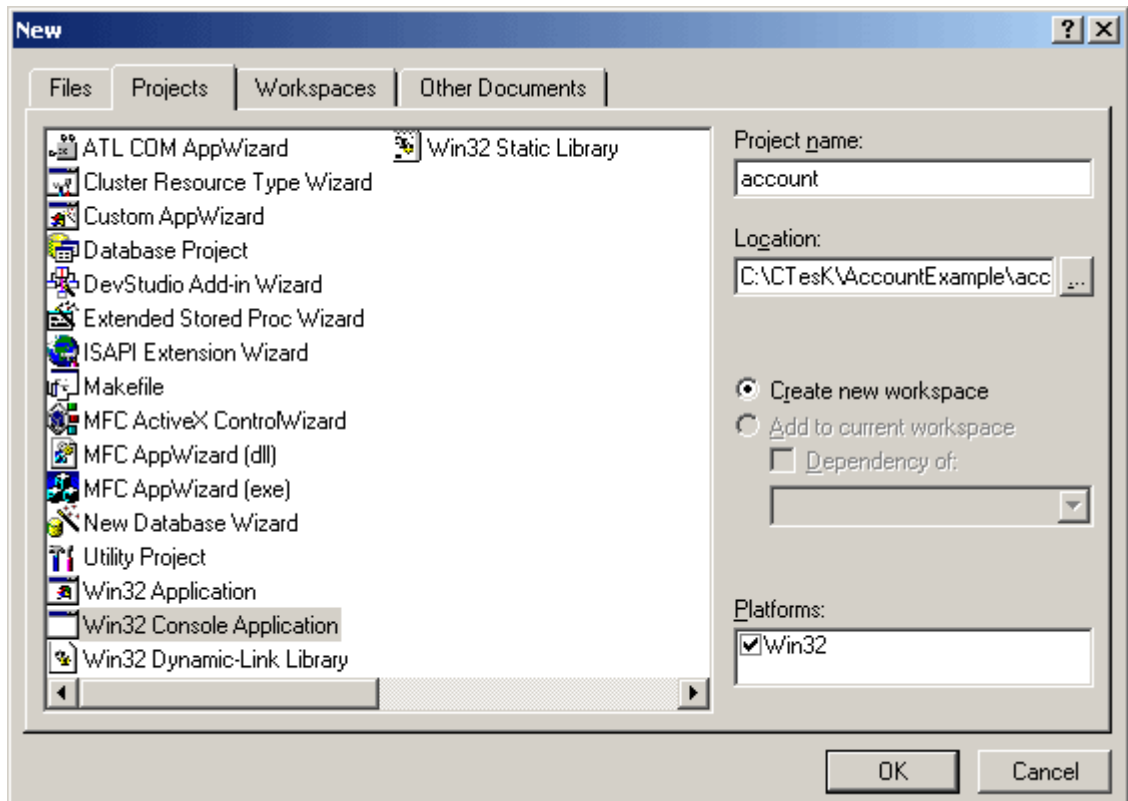 New
Files Projects Workspaces Other Documents
ATL COM AppWizard
Cluster Resource Type Wizard
Custom AppWizard
Database Project
DevStudio Add-in Wizard
Extended Stored Proc Wizard
ISAPI Extension Wizard
Makefile
MFC ActiveX ControlWizard
MFC AppWizard (dll)
MFC AppWizard (exe)
New Database Wizard
Utility Project
Win32 Application
Win32 Console Application
Win32 Dynamic-Link Library
Win32 Static Library
Project name:
account
Location:
C:\CTesK\AccountExample\acc ...
Create new workspace
Add to current workspace
Dependency of:
Platforms:
Win32
OK Cancel